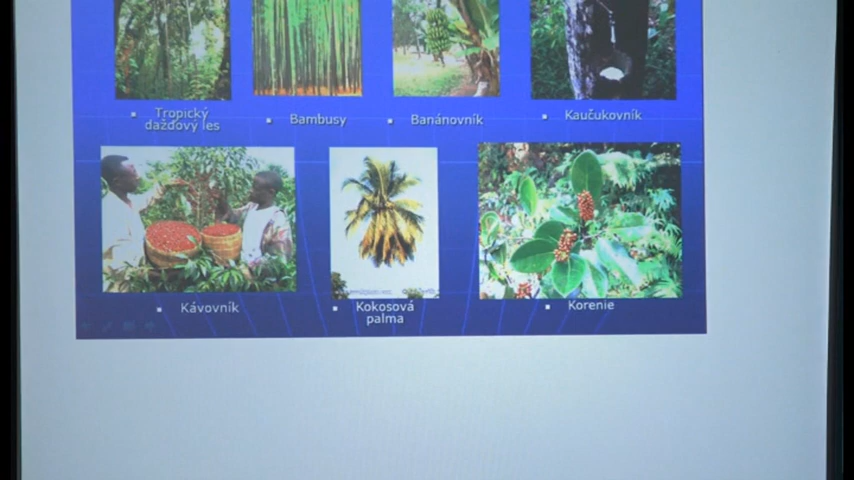 Tropický
dažďový les
Bambusy
Banánovník
Kaučukovník
Kávovník
Kokosová
palma
Korenie